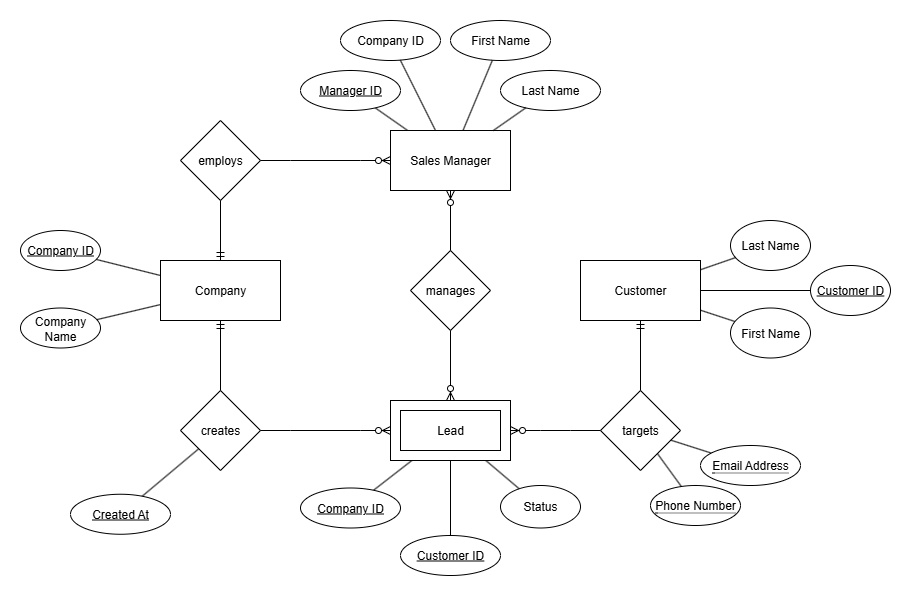 Company ID
First Name
Manager ID
Last Name
employs
Sales Manager
Company ID
Last Name
Company
manages
Customer
Customer ID
Company
Name
First Name
creates
Lead
targets
Email Address
Created At
Company ID
Status
Phone Number
Customer ID